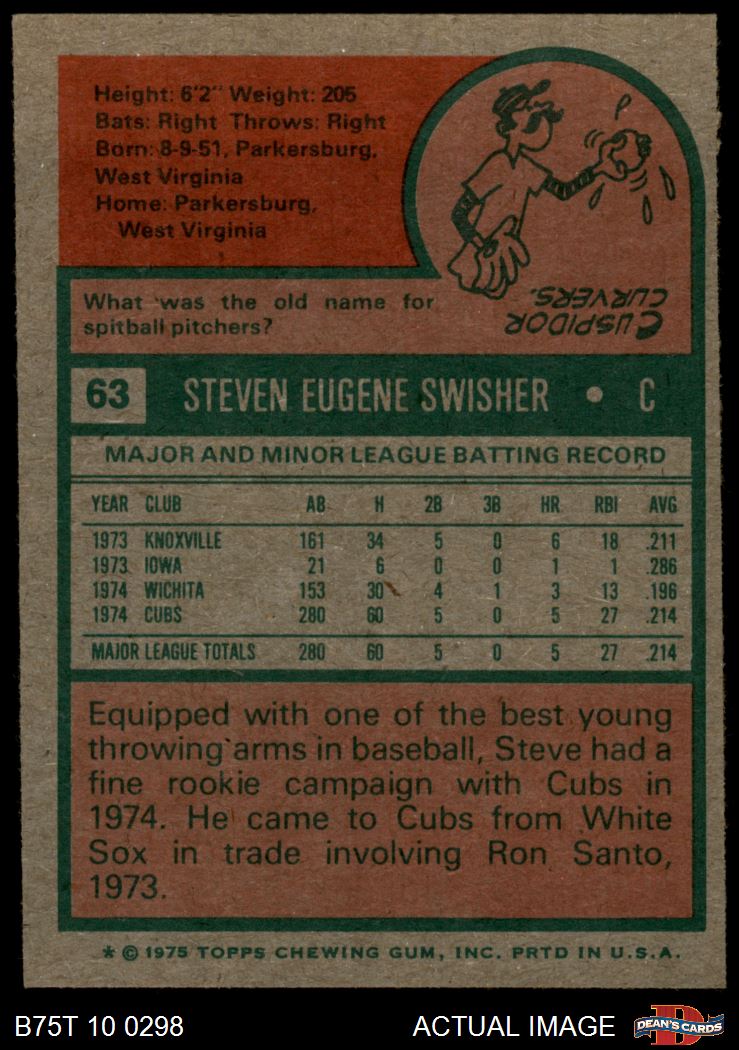 Height: 6'2" Weight: 205
Bats: Right Throws: Right
Born: 8-9-51, Parkersburg,
West Virginia
Home: Parkersburg,
West Virginia
What was the old name for
spitball pitchers?
CUSPIDOR
CURVERS.
63 STEVEN EUGENE SWISHER • C
MAJOR AND MINOR LEAGUE BATTING RECORD
YEAR CLUB AB H 2B 3B HR RBI AVG
1973 KNOXVILLE 161 34 5 0 6 18 .211
1973 IOWA 21 6 0 0 1 1 .286
1974 WICHITA 153 30 4 1 3 13 .196
1974 CUBS 280 60 5 0 5 27 .214
MAJOR LEAGUE TOTALS 280 60 5 0 5 27 .214
Equipped with one of the best young
throwing arms in baseball, Steve had a
fine rookie campaign with Cubs in
1974. He came to Cubs from White
Sox in trade involving Ron Santo,
1973.
* © 1975 TOPPS CHEWING GUM, INC. PRTD IN U.S.A.
B75T 10 0298 ACTUAL IMAGE DEAN'S CARDS